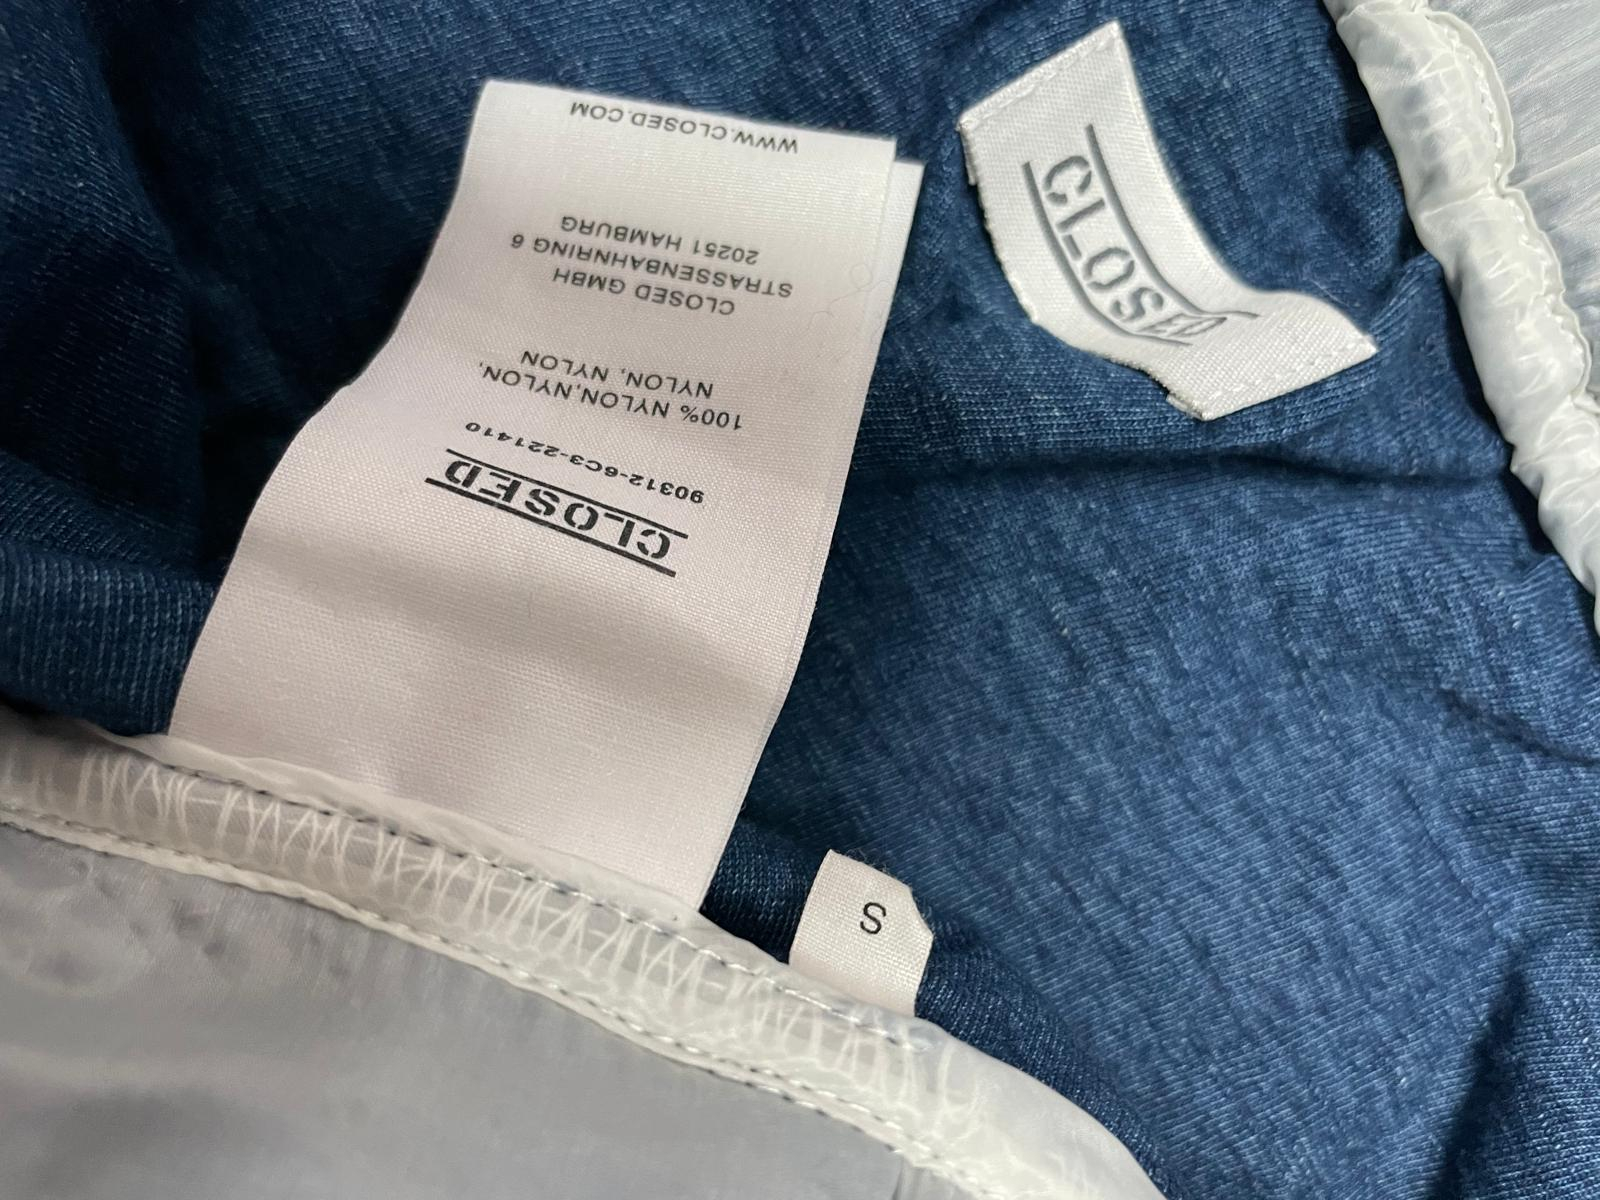 CLOSED
90312-6C3-221410
100% NYLON,NYLON,
NYLON, NYLON
CLOSED GMBH
STRASSENBAHNRING 6
20251 HAMBURG
WWW.CLOSED.COM
CLOSED
S